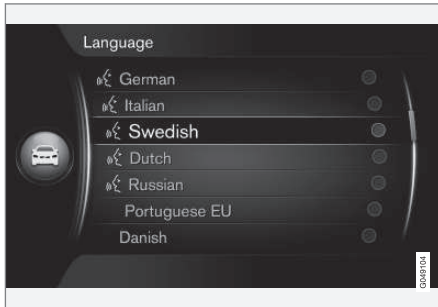 Language
German
Italian
Swedish
Dutch
Russian
Portuguese EU
Danish
G049104